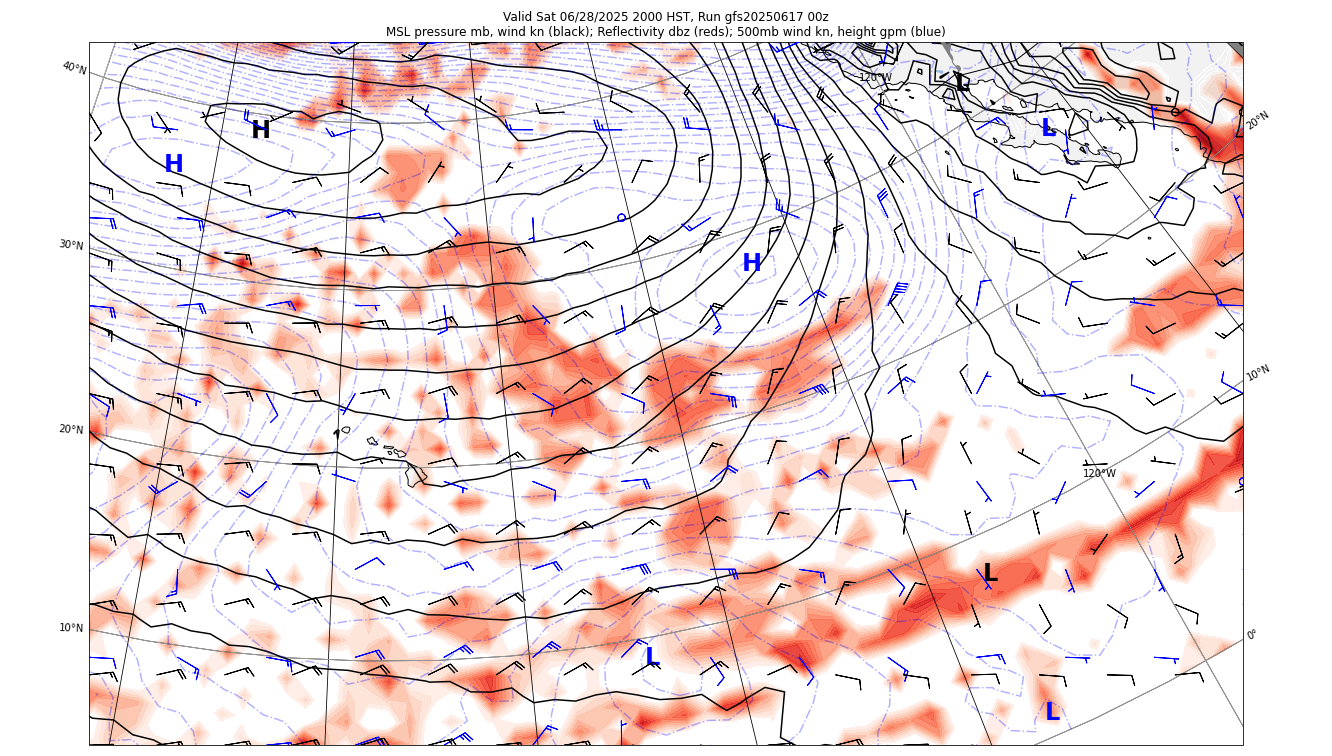 Valid Sat 06/28/2025 2000 HST, Run gfs20250617 00z
MSL pressure mb, wind kn (black); Reflectivity dbz (reds); 500mb wind kn, height gpm (blue)
40°N
120°W
L
20°N
H
L
H
30°N
H
10°N
20°N
120°W
L
10°N
0°
L
L